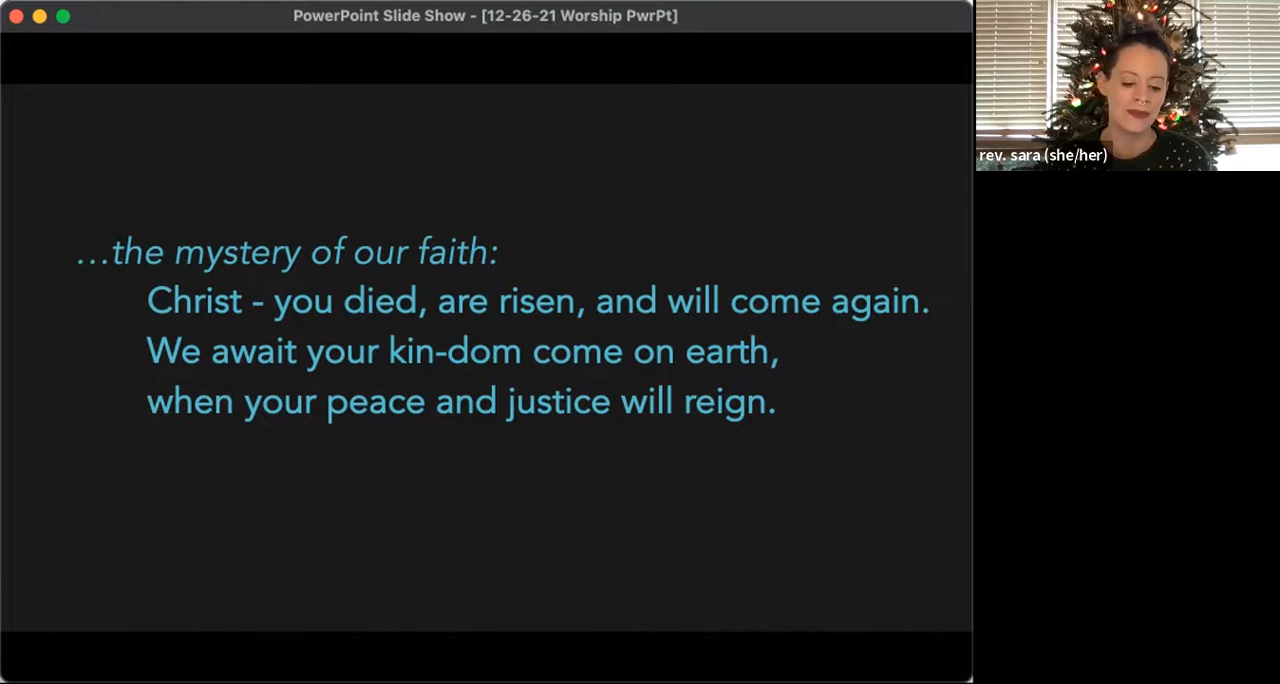 PowerPoint Slide Show - [12-26-21 Worship PwrPt]
rev. sara (she/her)
...the mystery of our faith:
Christ - you died, are risen, and will come again.
We await your kin-dom come on earth,
when your peace and justice will reign.